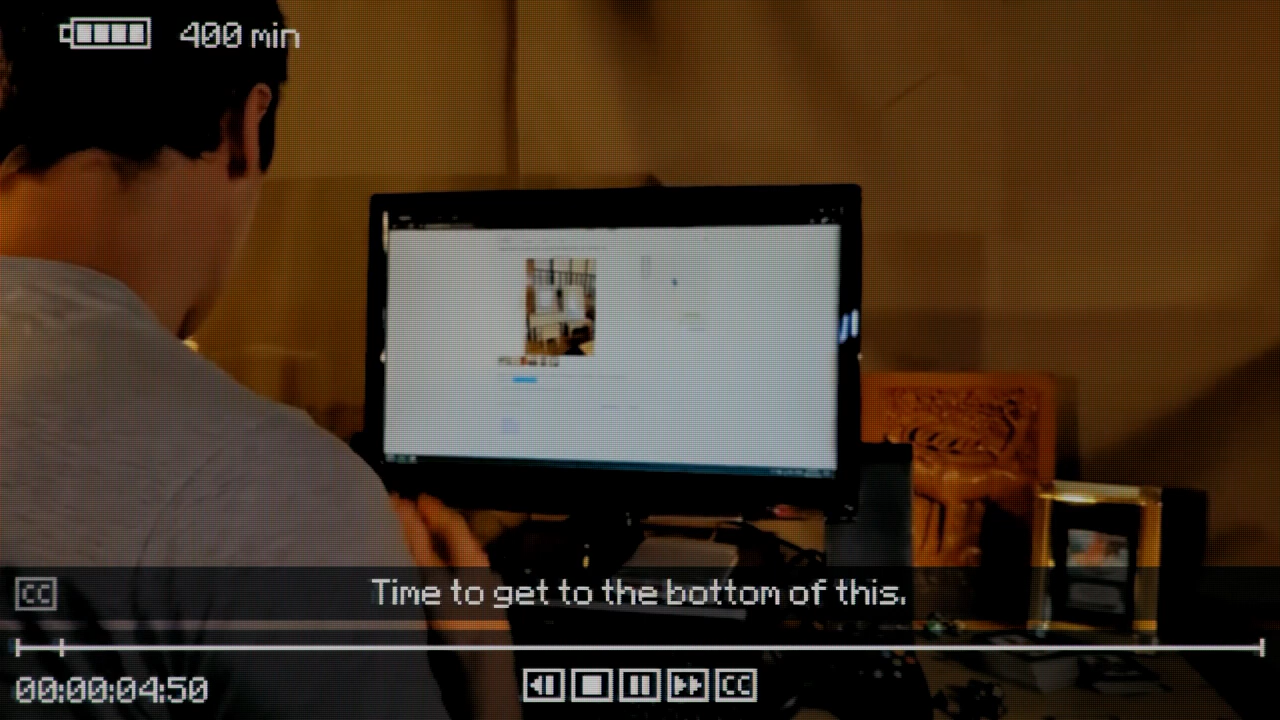 400 min
CC
Time to get to the bottom of this.
00:00:04:50
CC